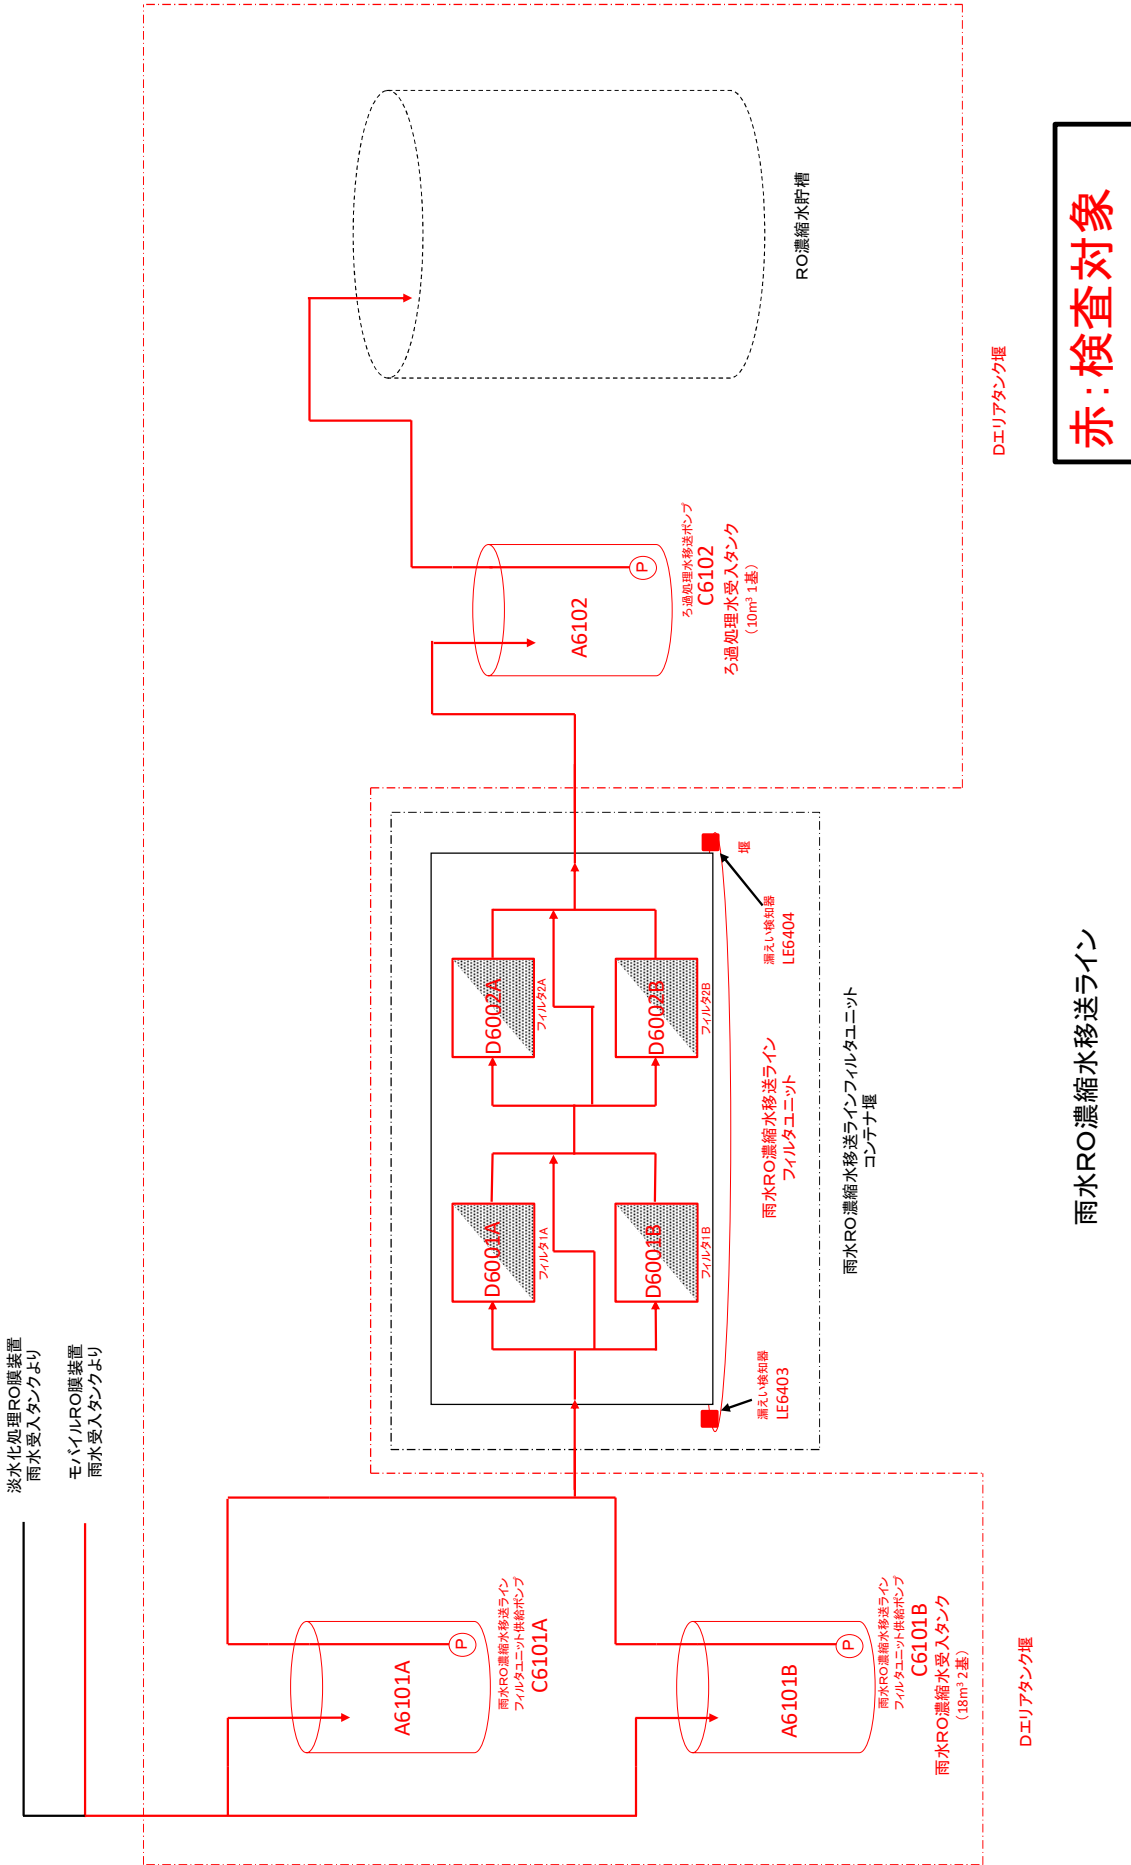 淡水化処理RO膜装置
雨水受入タンクより
モバイルRO膜装置
雨水受入タンクより
A6101A
P
雨水RO濃縮水移送ライン
フィルタユニット供給ポンプ
C6101A
A6101B
P
雨水RO濃縮水移送ライン
フィルタユニット供給ポンプ
C6101B
雨水RO濃縮水受入タンク
（18m³ 2基）
Dエリアタンク堰
D6001A
フィルタ1A
D6001B
フィルタ1B
D6002A
フィルタ2A
D6002B
フィルタ2B
漏えい検知器
LE6403
漏えい検知器
LE6404
堰
雨水RO濃縮水移送ライン
フィルタユニット
雨水RO濃縮水移送ラインフィルタユニット
コンテナ堰
A6102
P
ろ過処理水移送ポンプ
C6102
ろ過処理水受入タンク
（10m³ 1基）
RO濃縮水貯槽
Dエリアタンク堰
赤：検査対象
雨水RO濃縮水移送ライン